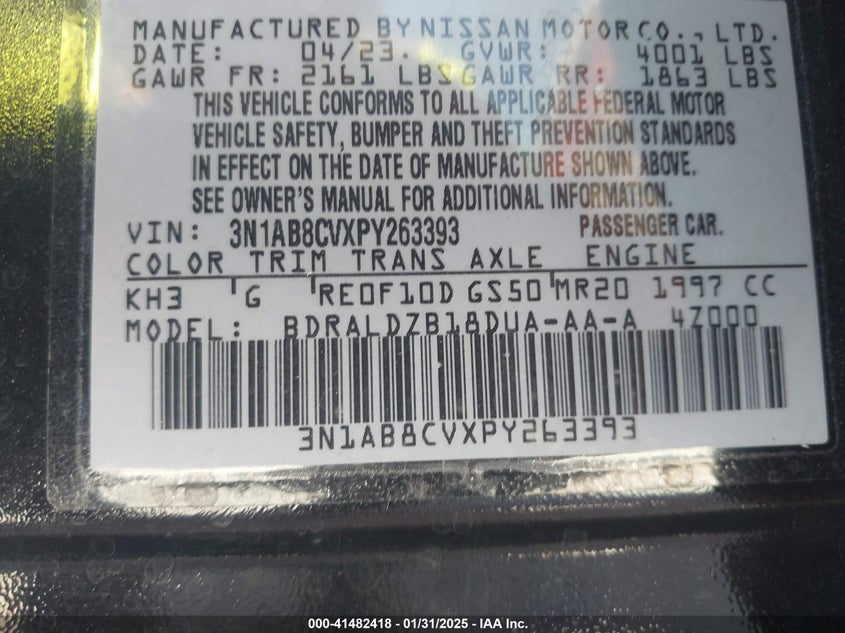 MANUFACTURED BY NISSAN MOTOR CO., LTD.
DATE: 04/23. GVWR: 4001 LBS
GAWR FR: 2161 LBS GAWR RR: 1863 LBS
THIS VEHICLE CONFORMS TO ALL APPLICABLE FEDERAL MOTOR
VEHICLE SAFETY, BUMPER AND THEFT PREVENTION STANDARDS
IN EFFECT ON THE DATE OF MANUFACTURE SHOWN ABOVE.
SEE OWNER'S MANUAL FOR ADDITIONAL INFORMATION.
VIN: 3N1AB8CVXPY263393 PASSENGER CAR.
COLOR TRIM TRANS AXLE ENGINE
KH3 G RE0F10D GS50 MR20 1997 CC
MODEL: BDRALDZB18DUA-AA-A 4Z000
3N1AB8CVXPY263393
000-41482418 - 01/31/2025 - IAA Inc.